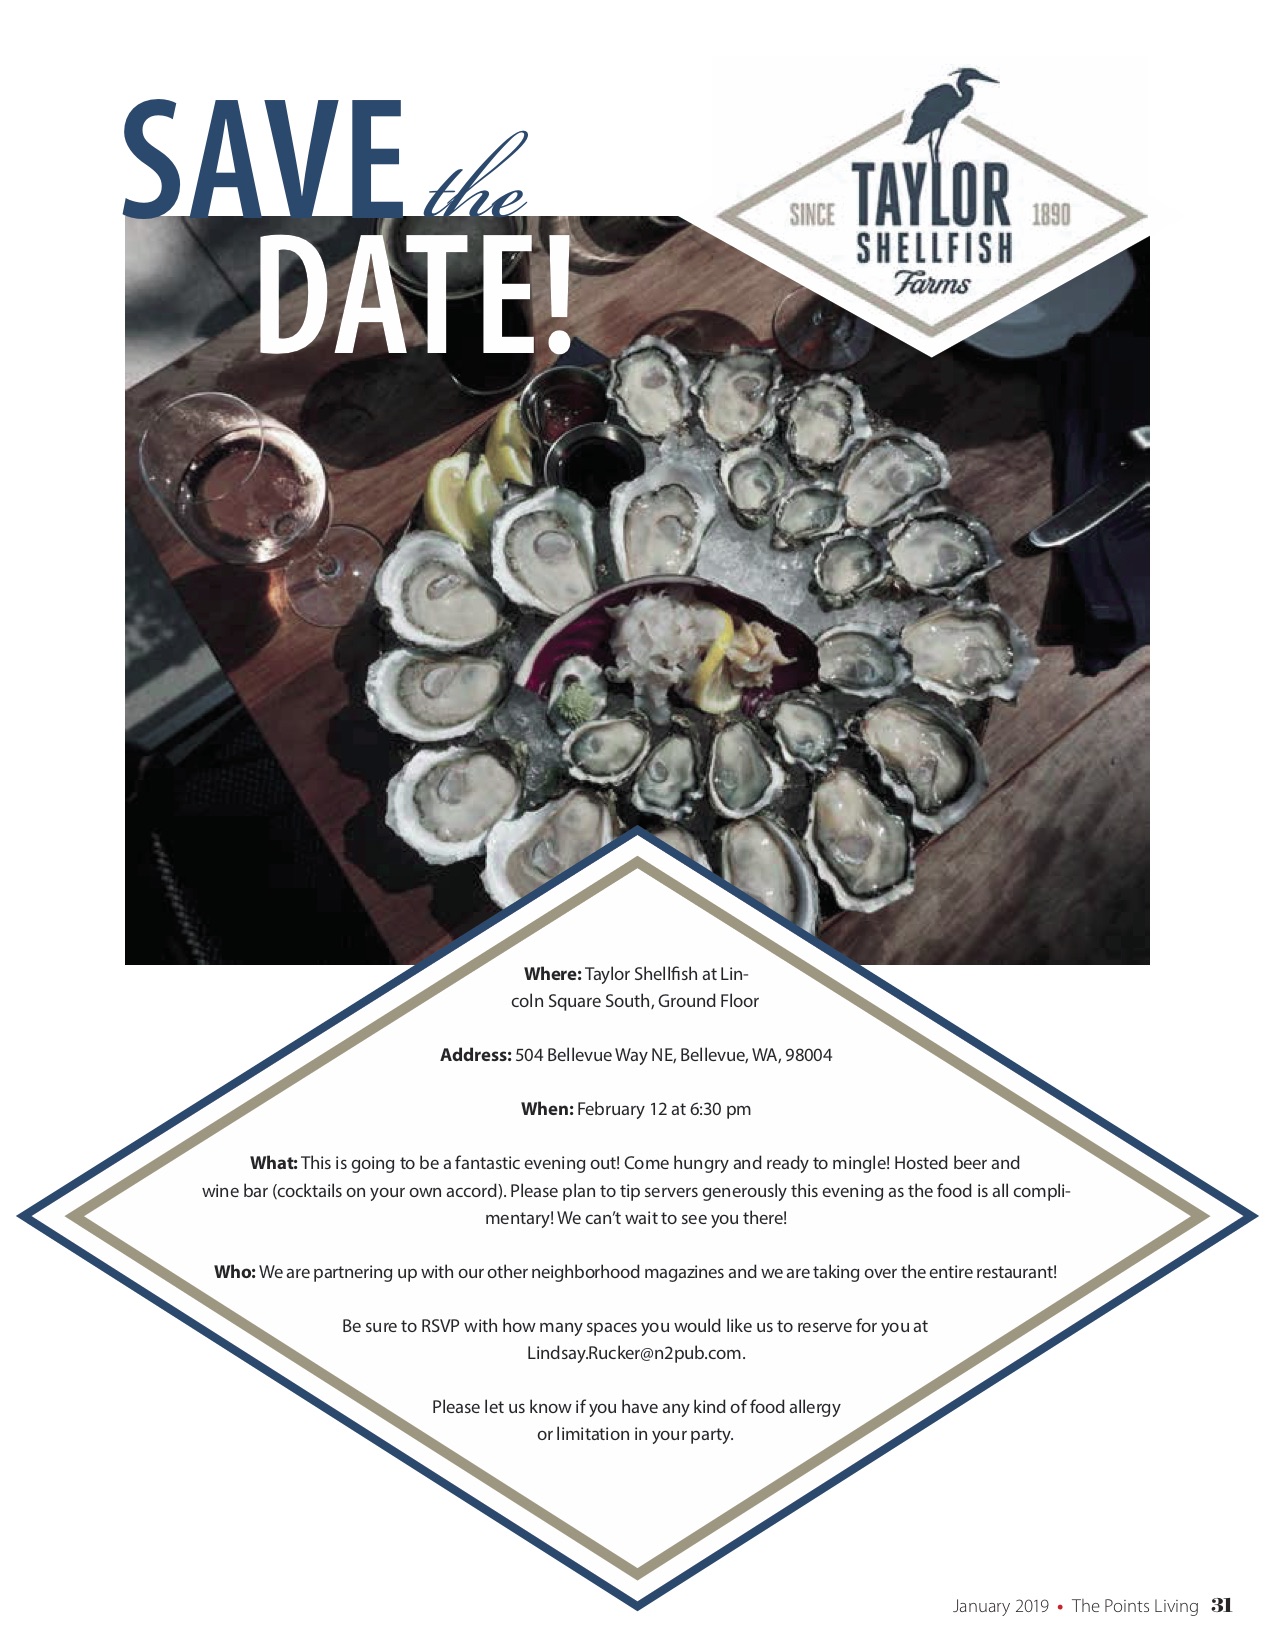 SAVE the
DATE!
SINCE TAYLOR 1890
SHELLFISH
Farms
Where: Taylor Shellfish at Lin-
coln Square South, Ground Floor
Address: 504 Bellevue Way NE, Bellevue, WA, 98004
When: February 12 at 6:30 pm
What: This is going to be a fantastic evening out! Come hungry and ready to mingle! Hosted beer and
wine bar (cocktails on your own accord). Please plan to tip servers generously this evening as the food is all compli-
mentary! We can’t wait to see you there!
Who: We are partnering up with our other neighborhood magazines and we are taking over the entire restaurant!
Be sure to RSVP with how many spaces you would like us to reserve for you at
Lindsay.Rucker@n2pub.com.
Please let us know if you have any kind of food allergy
or limitation in your party.
January 2019 • The Points Living 31